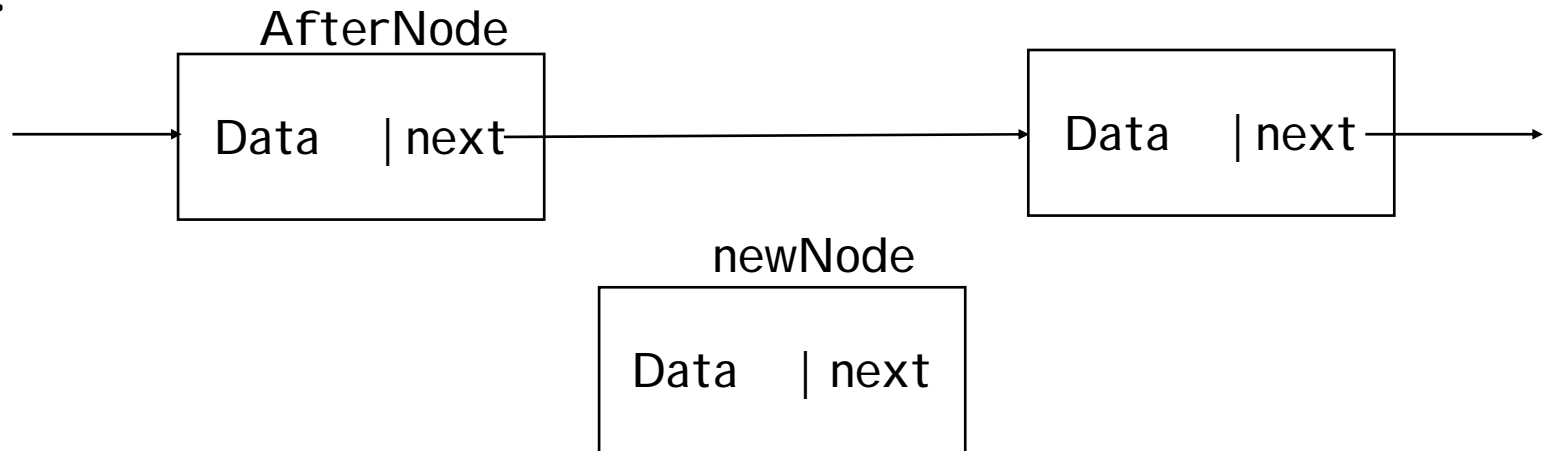 AfterNode
Data | next
Data | next
newNode
Data | next